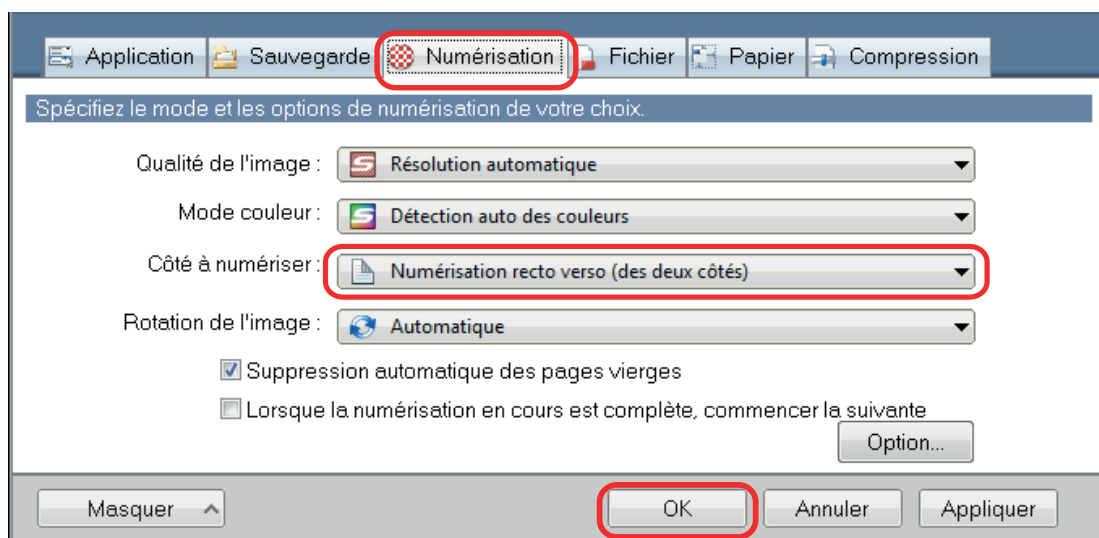 Application Sauvegarde Numérisation Fichier Papier Compression
Spécifiez le mode et les options de numérisation de votre choix.
Qualité de l'image : Résolution automatique
Mode couleur : Détection auto des couleurs
Côté à numériser : Numérisation recto verso (des deux côtés)
Rotation de l'image : Automatique
Suppression automatique des pages vierges
Lorsque la numérisation en cours est complète, commencer la suivante
Option...
Masquer OK Annuler Appliquer